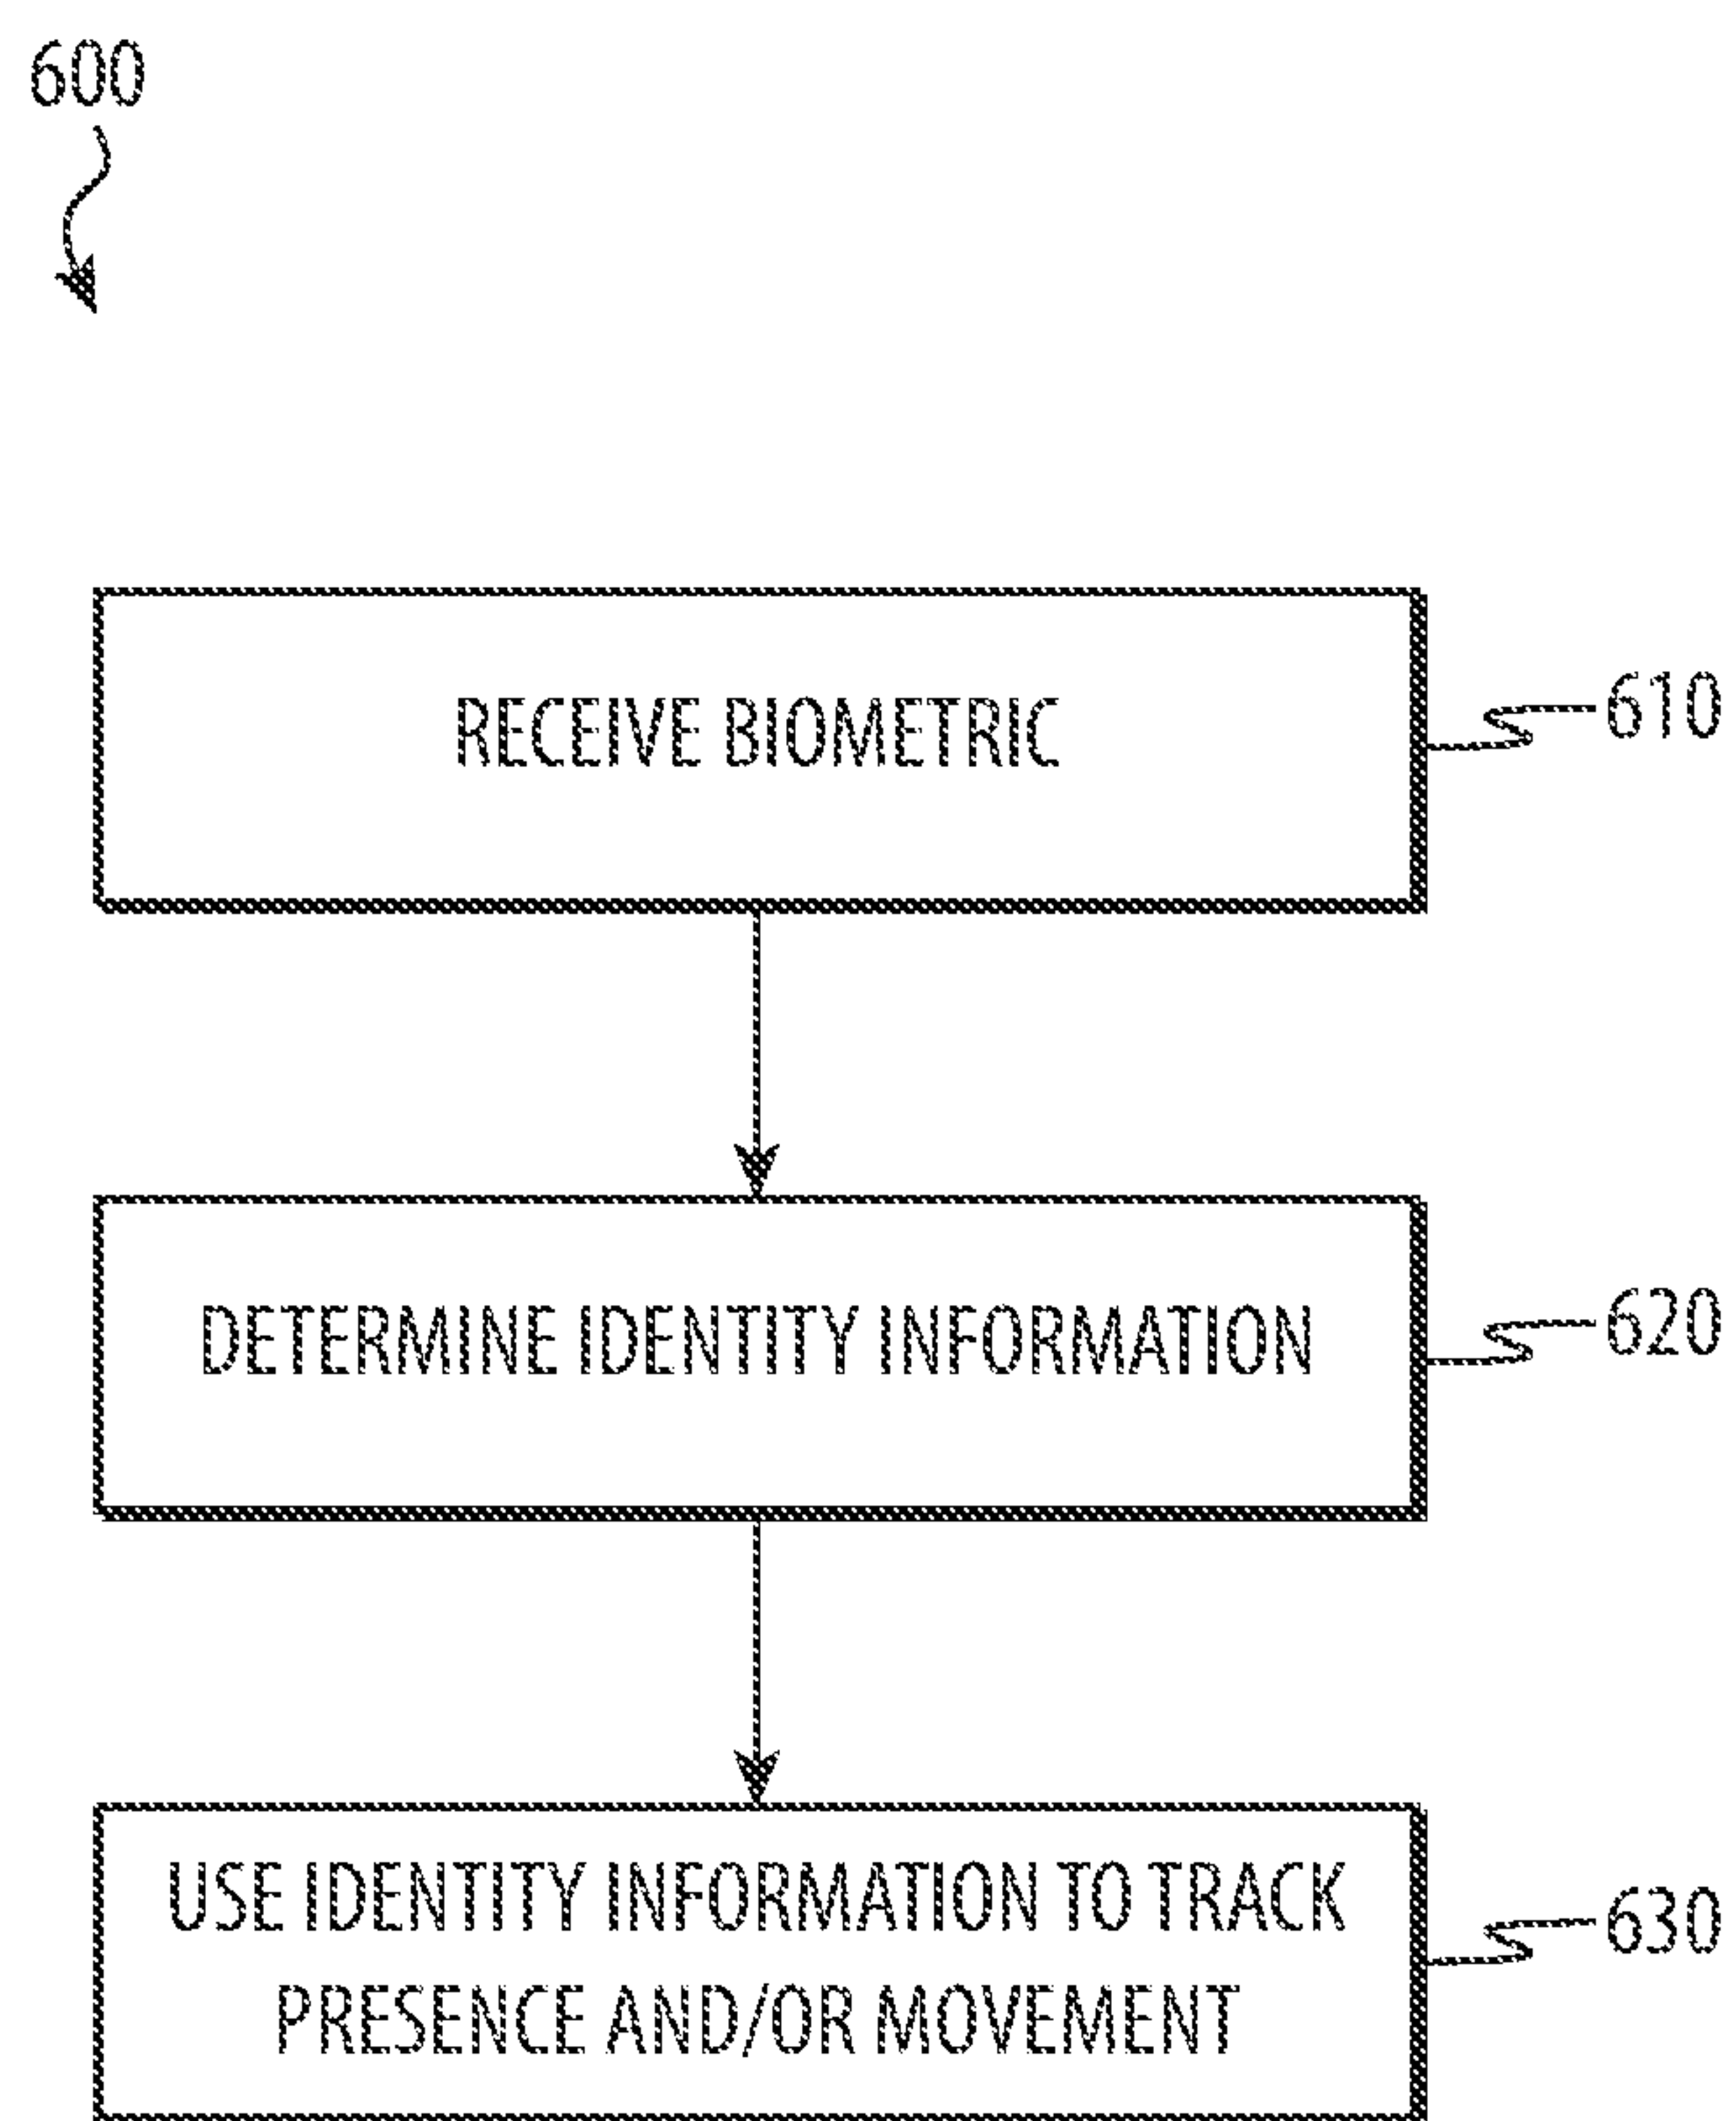 600
RECEIVE BIOMETRIC
610
DETERMINE IDENTITY INFORMATION
620
USE IDENTITY INFORMATION TO TRACK
PRESENCE AND/OR MOVEMENT
630